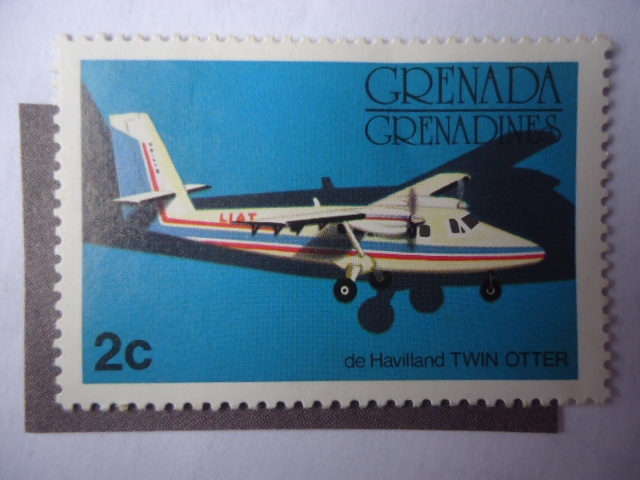 GRENADA
GRENADINES
LIAT
2c
de Havilland TWIN OTTER